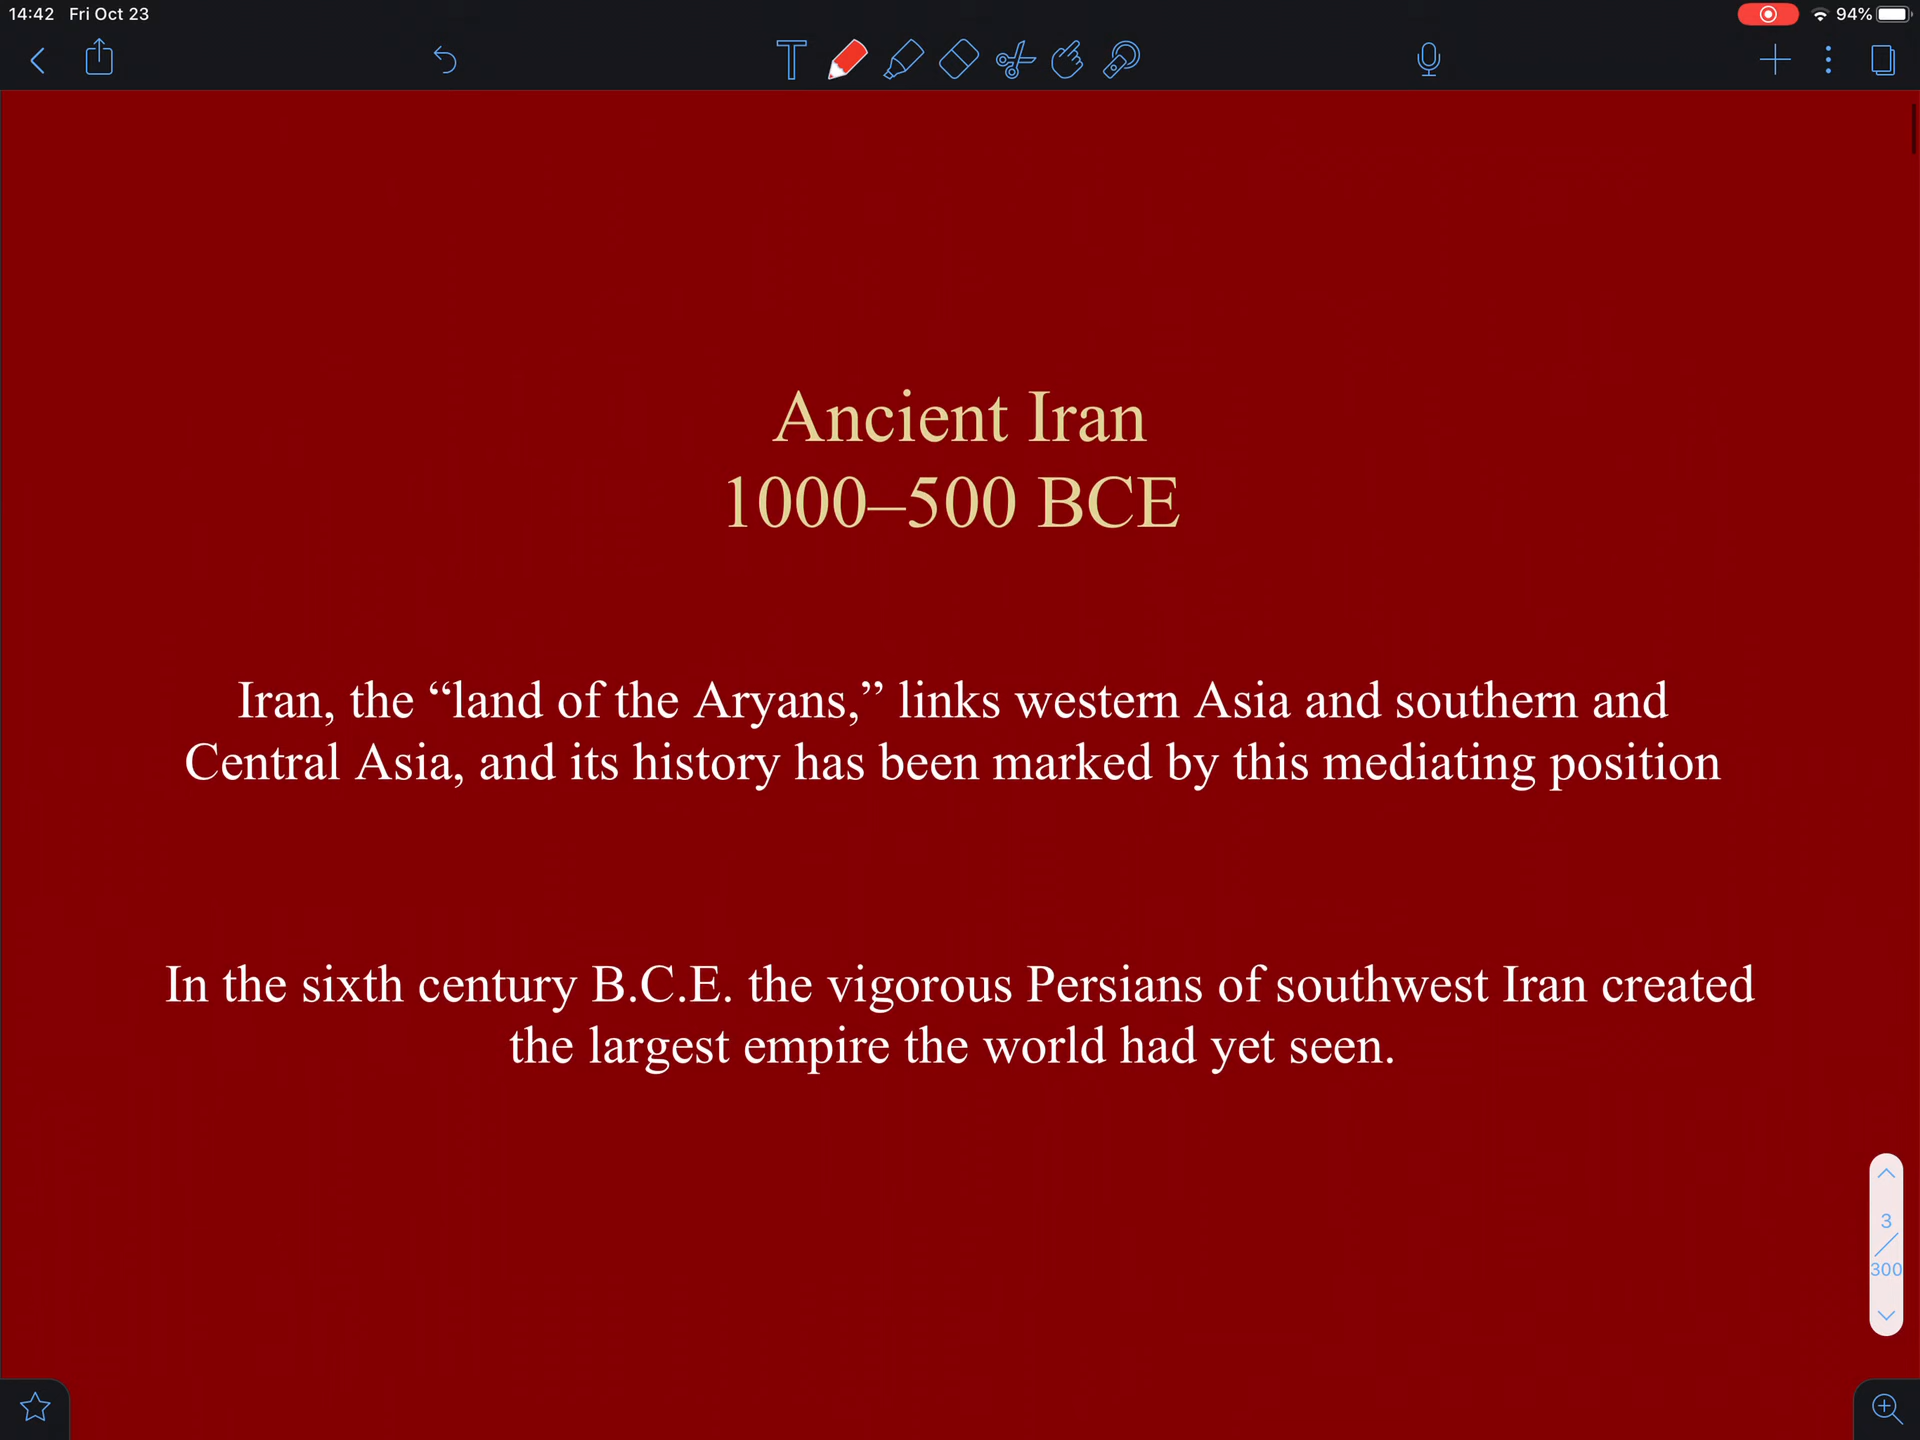 14:42 Fri Oct 23
94%
Ancient Iran
1000–500 BCE
Iran, the “land of the Aryans,” links western Asia and southern and
Central Asia, and its history has been marked by this mediating position
In the sixth century B.C.E. the vigorous Persians of southwest Iran created
the largest empire the world had yet seen.
3
300